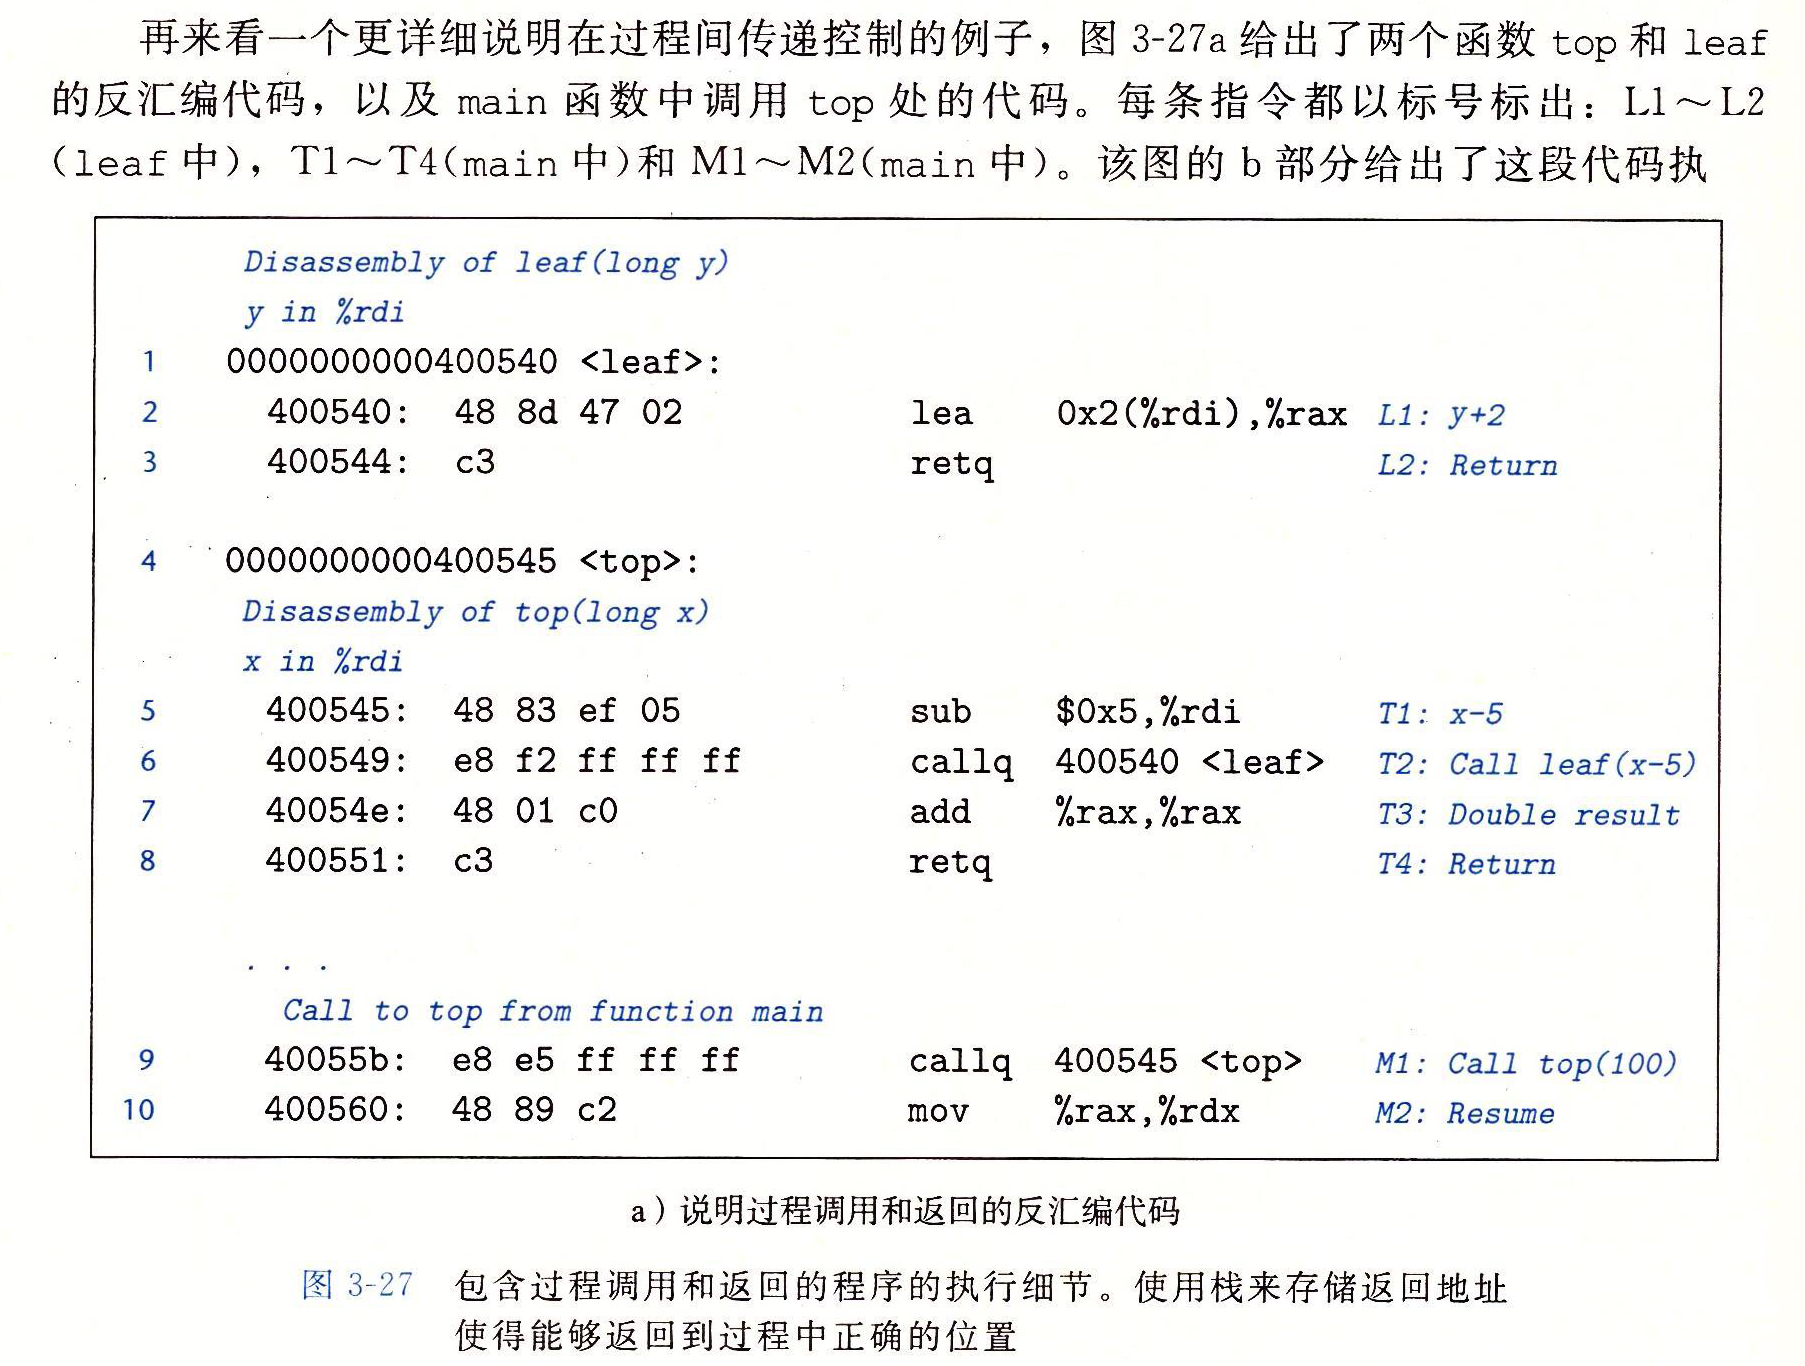 再来看一个更详细说明在过程间传递控制的例子，图 3-27a 给出了两个函数 top 和 leaf
的反汇编代码，以及 main 函数中调用 top 处的代码。每条指令都以标号标出：L1～L2
(leaf 中)，T1～T4(main 中)和 M1～M2(main 中)。该图的 b 部分给出了这段代码执
Disassembly of leaf(long y)
y in %rdi
1 0000000000400540 <leaf>:
2 400540: 48 8d 47 02 lea 0x2(%rdi),%rax L1: y+2
3 400544: c3 retq L2: Return
4 0000000000400545 <top>:
Disassembly of top(long x)
x in %rdi
5 400545: 48 83 ef 05 sub $0x5,%rdi T1: x-5
6 400549: e8 f2 ff ff ff callq 400540 <leaf> T2: Call leaf(x-5)
7 40054e: 48 01 c0 add %rax,%rax T3: Double result
8 400551: c3 retq T4: Return
. . .
Call to top from function main
9 40055b: e8 e5 ff ff ff callq 400545 <top> M1: Call top(100)
10 400560: 48 89 c2 mov %rax,%rdx M2: Resume
a）说明过程调用和返回的反汇编代码
图 3-27 包含过程调用和返回的程序的执行细节。使用栈来存储返回地址
使得能够返回到过程中正确的位置